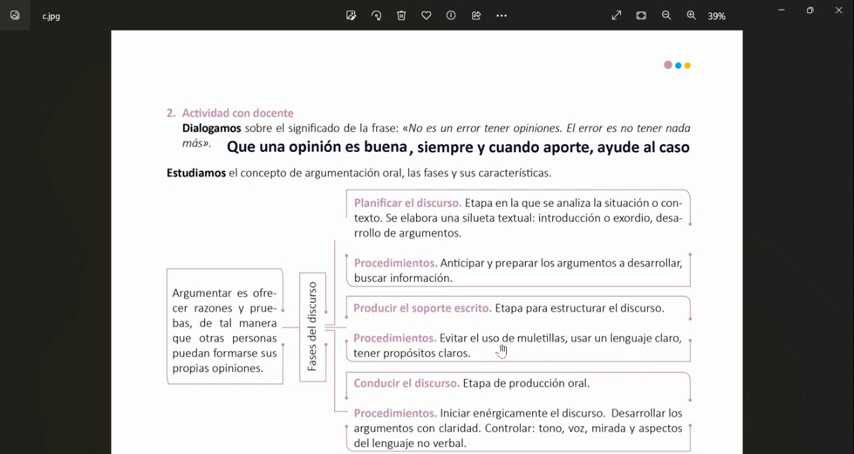 c.jpg
39%
2. Actividad con docente
Dialogamos sobre el significado de la frase: «No es un error tener opiniones. El error es no tener nada
más». Que una opinión es buena, siempre y cuando aporte, ayude al caso
Estudiamos el concepto de argumentación oral, las fases y sus características.
Argumentar es ofre-
cer razones y prue-
bas, de tal manera
que otras personas
puedan formarse sus
propias opiniones.
Fases del discurso
Planificar el discurso. Etapa en la que se analiza la situación o con-
texto. Se elabora una silueta textual: introducción o exordio, desa-
rrollo de argumentos.
Procedimientos. Anticipar y preparar los argumentos a desarrollar,
buscar información.
Producir el soporte escrito. Etapa para estructurar el discurso.
Procedimientos. Evitar el uso de muletillas, usar un lenguaje claro,
tener propósitos claros.
Conducir el discurso. Etapa de producción oral.
Procedimientos. Iniciar enérgicamente el discurso. Desarrollar los
argumentos con claridad. Controlar: tono, voz, mirada y aspectos
del lenguaje no verbal.